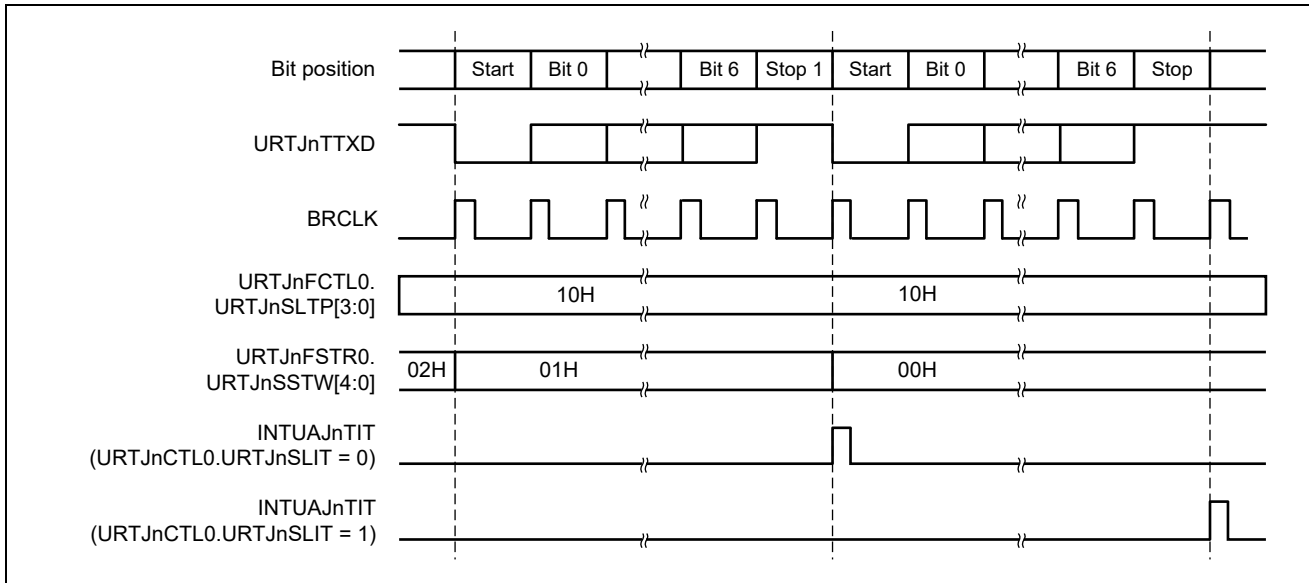 Bit position Start Bit 0 Bit 6 Stop 1 Start Bit 0 Bit 6 Stop
URTJnTTXD
BRCLK
URTJnFCTL0.
URTJnSLTP[3:0]
10H 10H
URTJnFSTR0.
URTJnSSTW[4:0]
02H 01H 00H
INTUAJnTIT
(URTJnCTL0.URTJnSLIT = 0)
INTUAJnTIT
(URTJnCTL0.URTJnSLIT = 1)